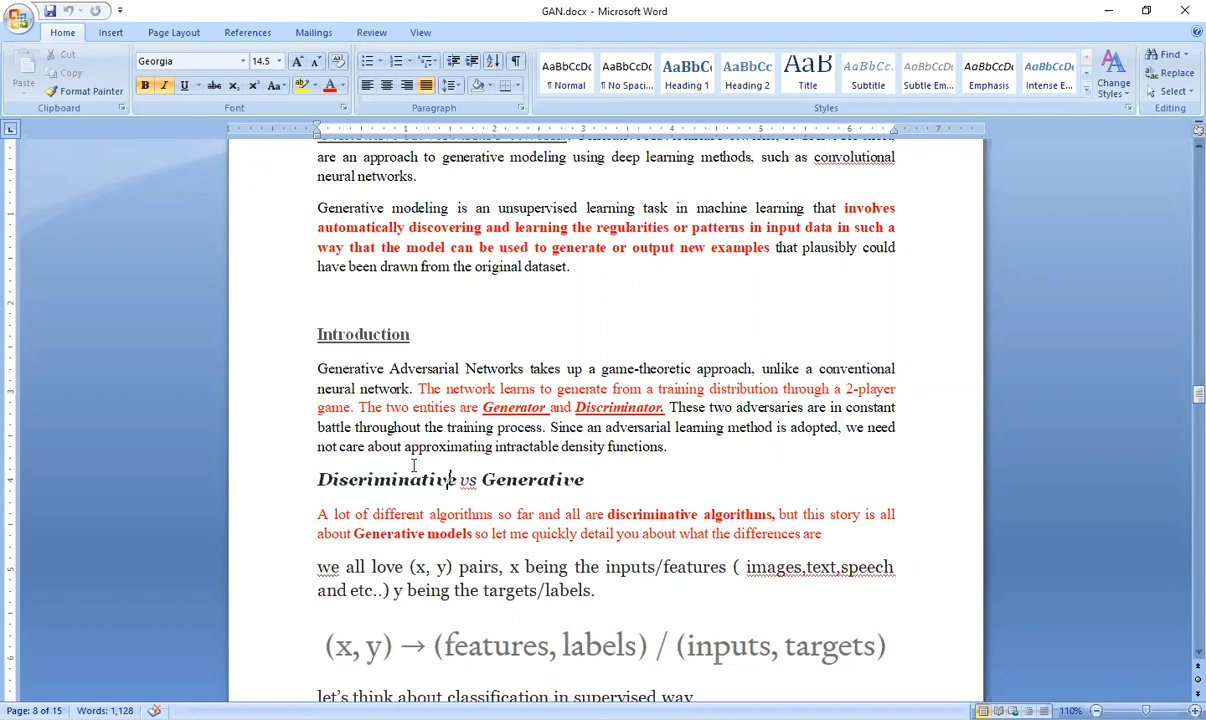 GAN.docx - Microsoft Word
Home Insert Page Layout References Mailings Review View
Cut
Copy
Format Painter
Paste
Clipboard
Georgia 14.5
Font
Paragraph
AaBbCcDc AaBbCcDc AaBbC AaBbCc AaB AaBbCc. AaBbCcDc AaBbCcDc AaBbCcDc
¶ Normal ¶ No Spaci... Heading 1 Heading 2 Title Subtitle Subtle Em... Emphasis Intense E...
Change Styles
Styles
Find
Replace
Select
Editing
are an approach to generative modeling using deep learning methods, such as convolutional
neural networks.
Generative modeling is an unsupervised learning task in machine learning that involves
automatically discovering and learning the regularities or patterns in input data in such a
way that the model can be used to generate or output new examples that plausibly could
have been drawn from the original dataset.
Introduction
Generative Adversarial Networks takes up a game-theoretic approach, unlike a conventional
neural network. The network learns to generate from a training distribution through a 2-player
game. The two entities are Generator and Discriminator. These two adversaries are in constant
battle throughout the training process. Since an adversarial learning method is adopted, we need
not care about approximating intractable density functions.
Discriminative vs Generative
A lot of different algorithms so far and all are discriminative algorithms, but this story is all
about Generative models so let me quickly detail you about what the differences are
we all love (x, y) pairs, x being the inputs/features ( images,text,speech
and etc..) y being the targets/labels.
(x, y) → (features, labels) / (inputs, targets)
let's think about classification in supervised way
Page: 8 of 15 Words: 1,128 110%